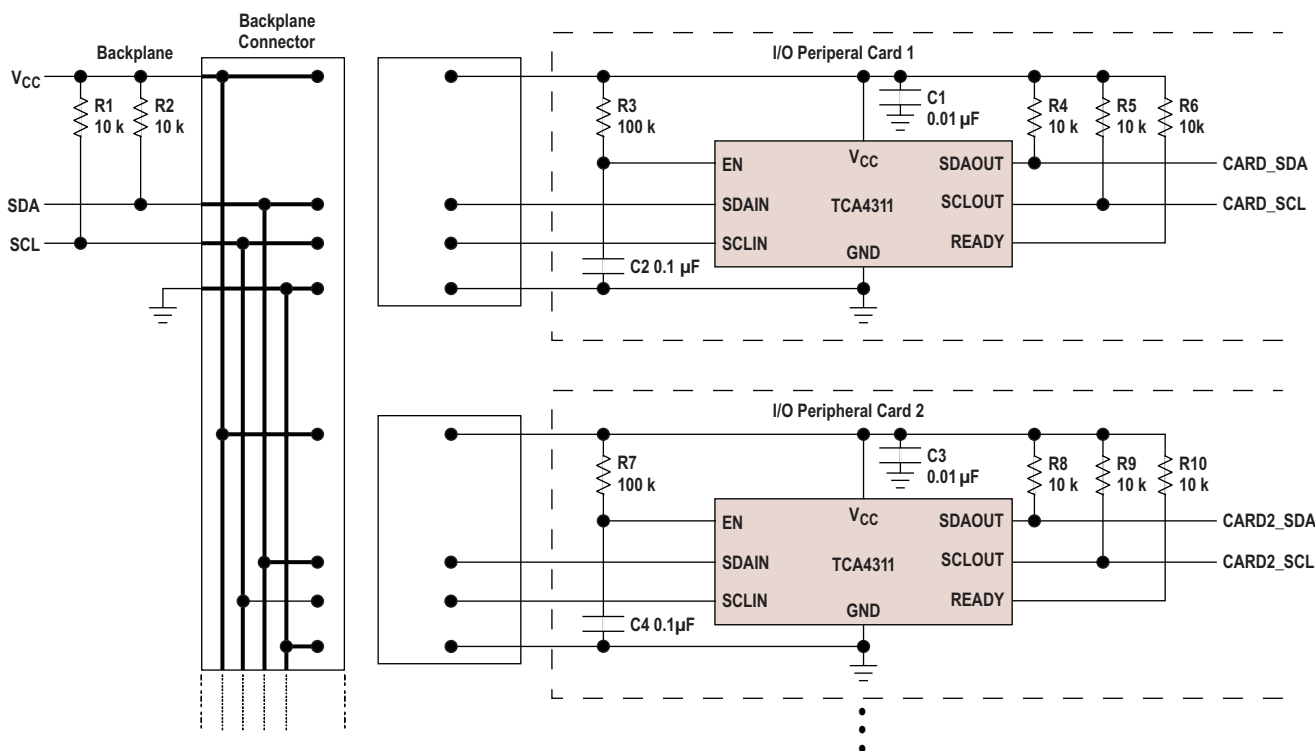 Backplane
Connector
Backplane
VCC
R1
10 k
R2
10 k
SDA
SCL
I/O Periperal Card 1
R3
100 k
C1
0.01 µF
R4
10 k
R5
10 k
R6
10k
EN
VCC
SDAOUT
CARD_SDA
SDAIN
TCA4311
SCLOUT
CARD_SCL
SCLIN
GND
READY
C2 0.1 µF
I/O Peripheral Card 2
R7
100 k
C3
0.01 µF
R8
10 k
R9
10 k
R10
10 k
EN
VCC
SDAOUT
CARD2_SDA
SDAIN
TCA4311
SCLOUT
CARD2_SCL
SCLIN
GND
READY
C4 0.1µF